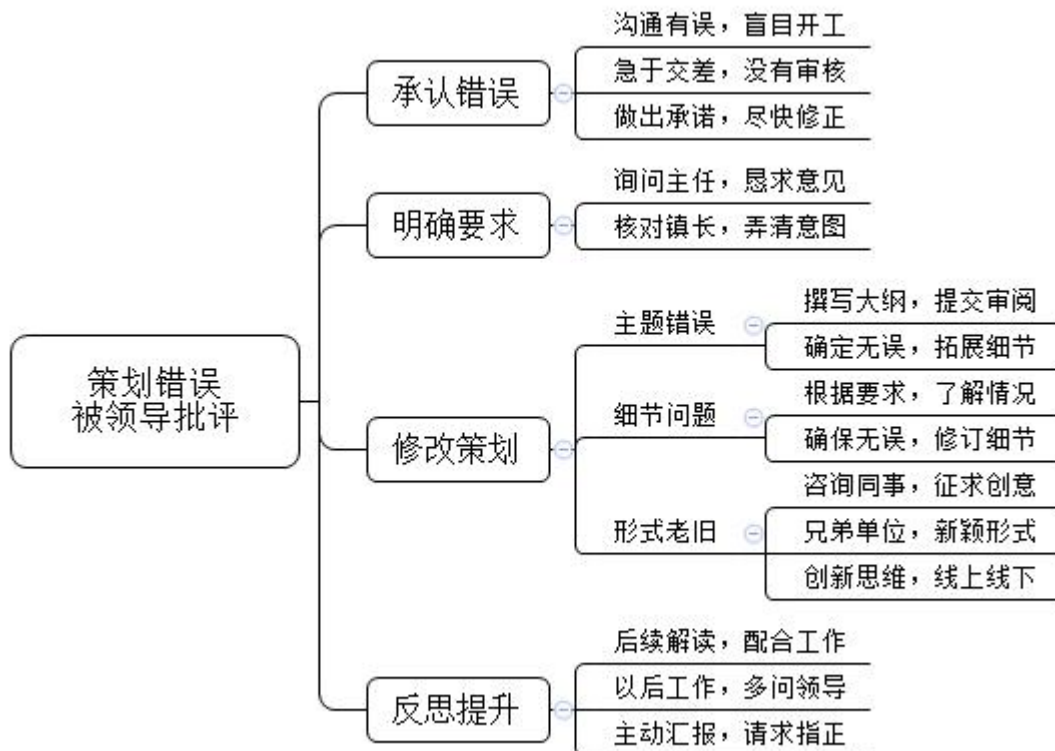 策划错误
被领导批评
承认错误
沟通有误，盲目开工
急于交差，没有审核
做出承诺，尽快修正
明确要求
询问主任，恳求意见
核对镇长，弄清意图
修改策划
主题错误
撰写大纲，提交审阅
确定无误，拓展细节
细节问题
根据要求，了解情况
确保无误，修订细节
形式老旧
咨询同事，征求创意
兄弟单位，新颖形式
创新思维，线上线下
反思提升
后续解读，配合工作
以后工作，多问领导
主动汇报，请求指正